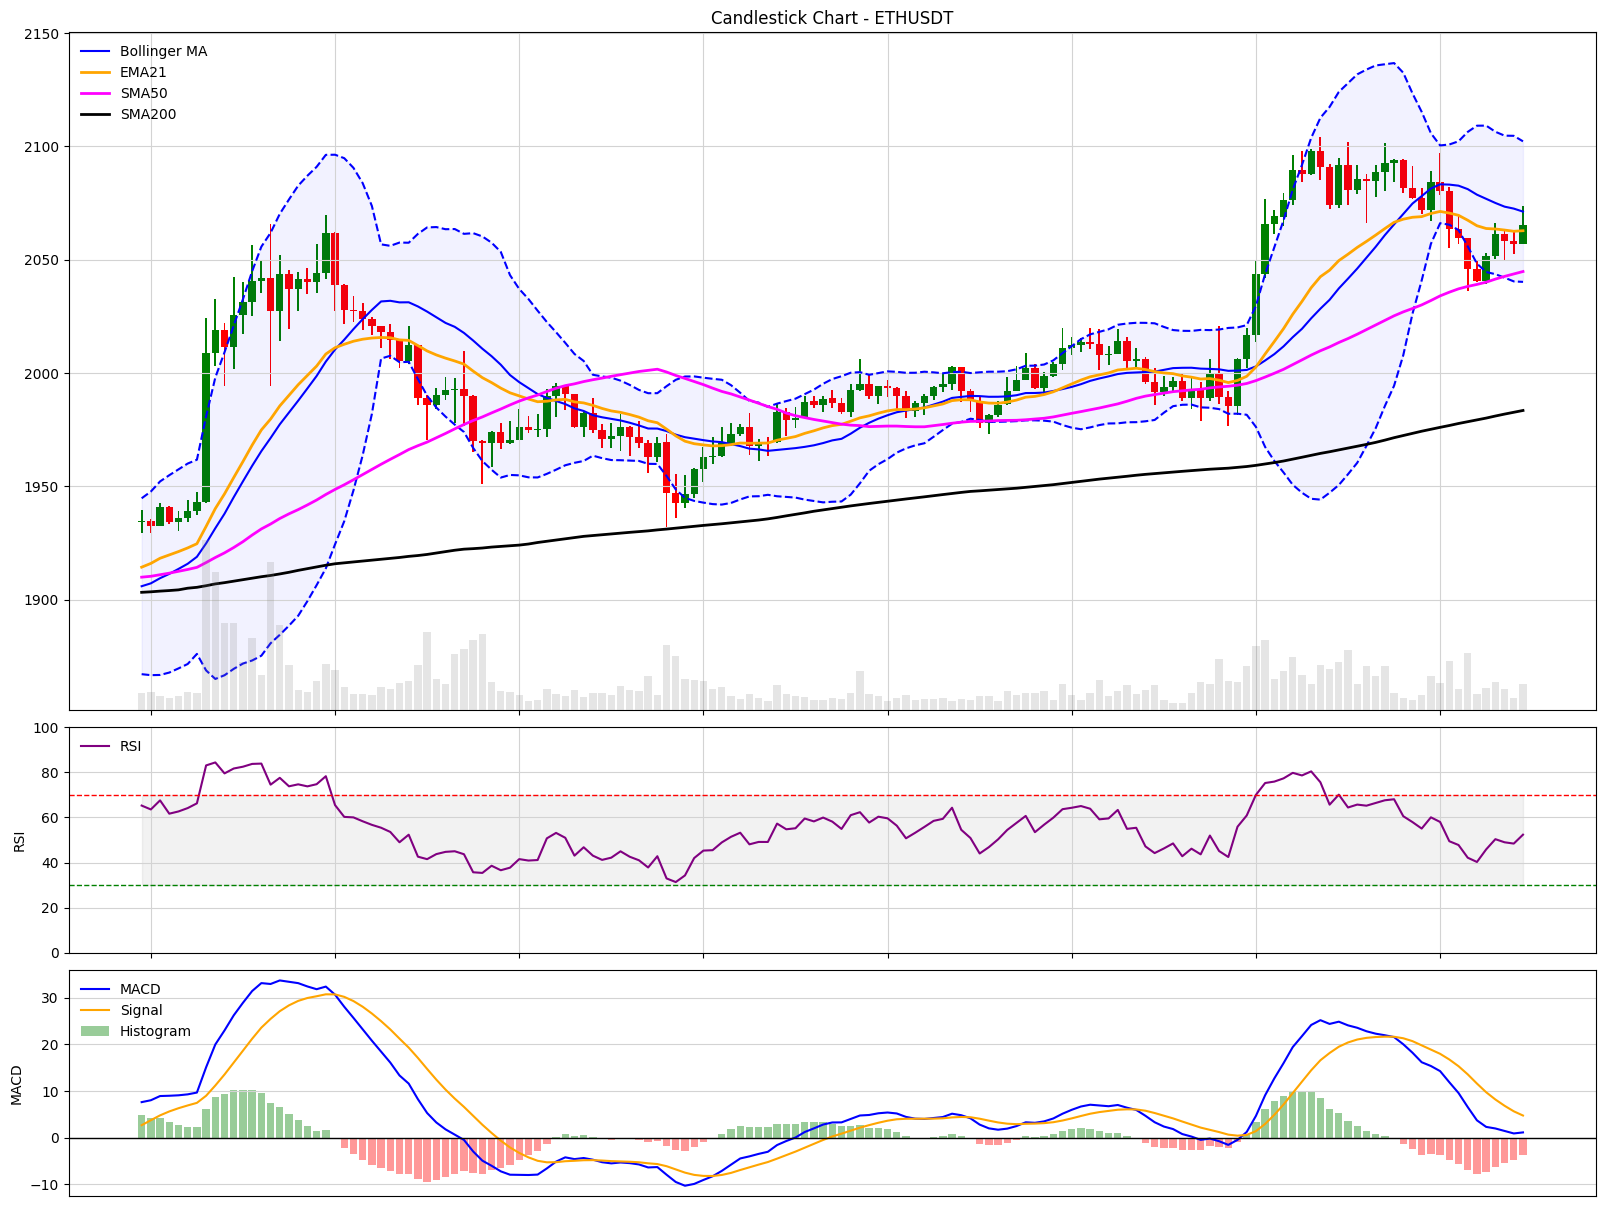 Candlestick Chart - ETHUSDT
2150
2100
2050
2000
1950
1900
Bollinger MA
EMA21
SMA50
SMA200
100
80
60
40
20
0
RSI
RSI
30
20
10
0
−10
MACD
MACD
Signal
Histogram